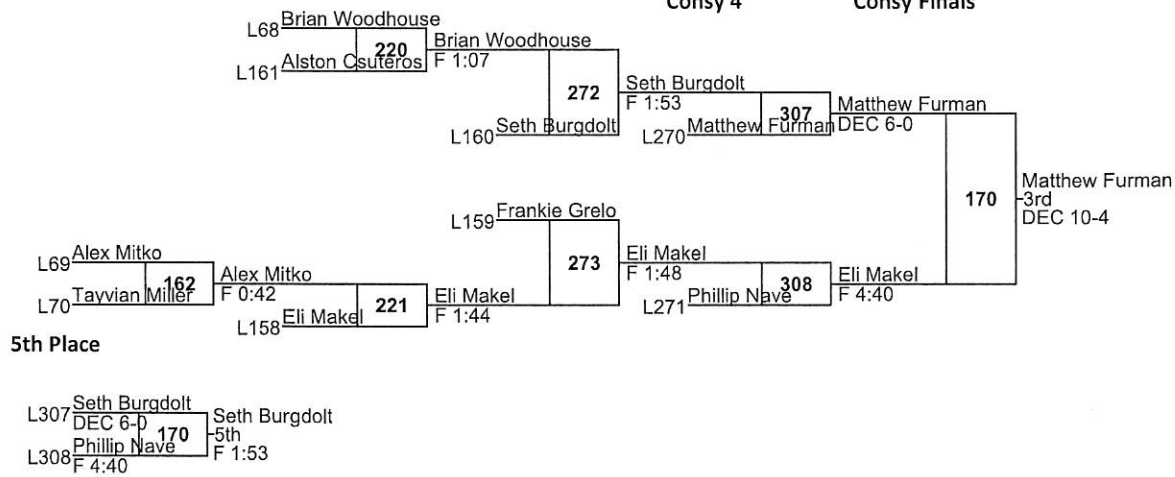 Consy 4
Consy Finals
L68 Brian Woodhouse
220
L161 Alston Csuteros
Brian Woodhouse
F 1:07
272
L160 Seth Burgdolt
Seth Burgdolt
F 1:53
307
L270 Matthew Furman
Matthew Furman
DEC 6-0
170
Matthew Furman
3rd
DEC 10-4
L159 Frankie Grelo
273
Eli Makel
F 1:48
308
L271 Phillip Nave
Eli Makel
F 4:40
L69 Alex Mitko
162
L70 Tayvian Miller
Alex Mitko
F 0:42
221
L158 Eli Makel
Eli Makel
F 1:44
5th Place
L307 Seth Burgdolt
DEC 6-0
170
L308 Phillip Nave
F 4:40
Seth Burgdolt
5th
F 1:53